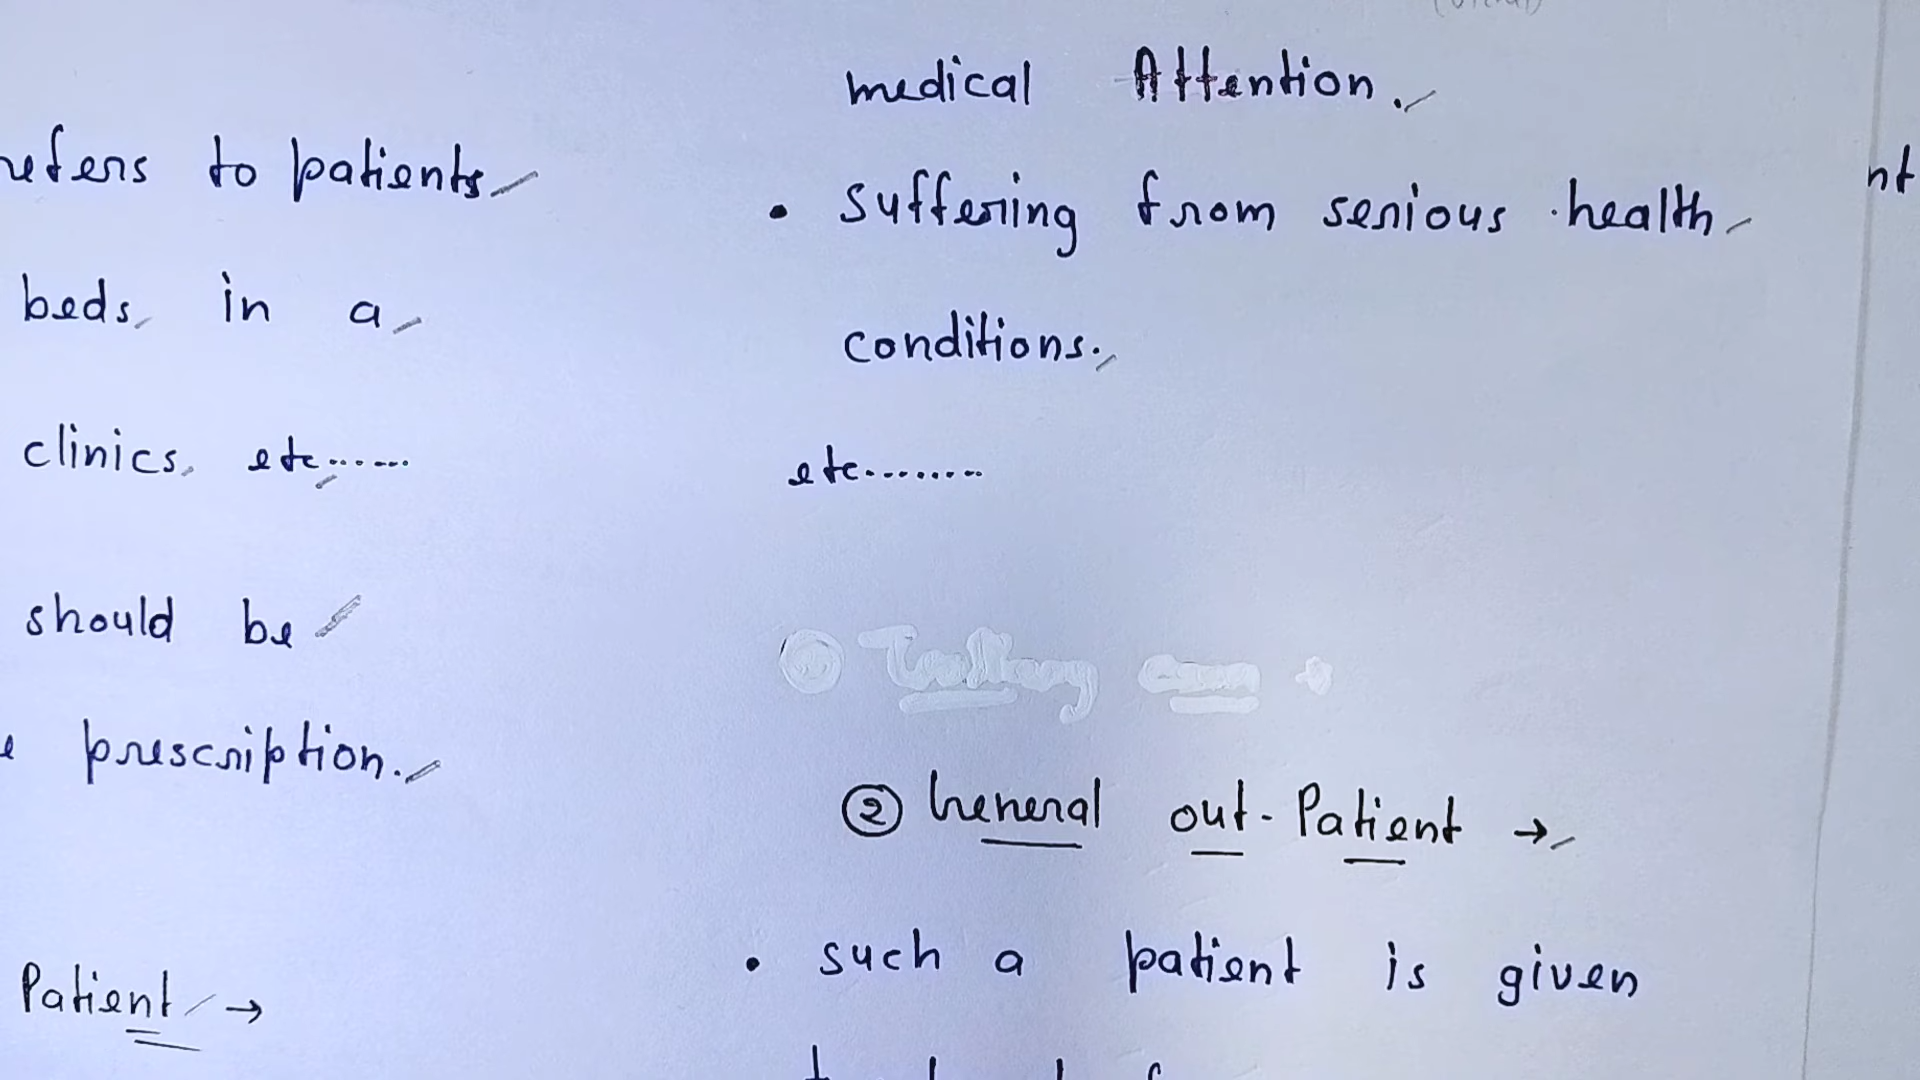 refers to patients
beds, in a
clinics, etc......
should be
prescription.
Patient →
medical Attention.
• suffering from serious health
conditions.
etc........
② General out-Patient →
• such a patient is given
nt